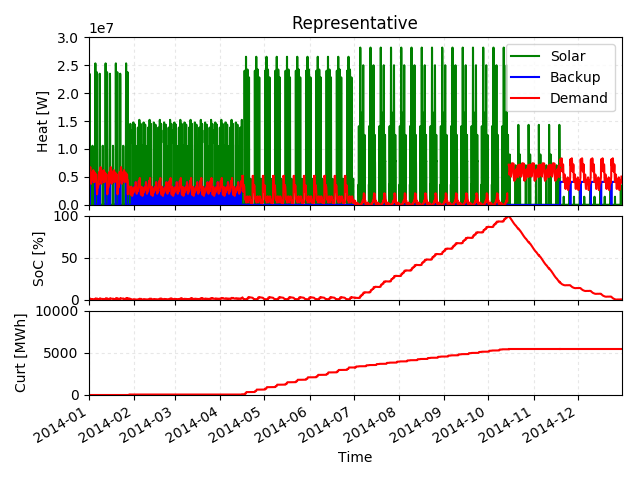 Representative
1e7
3.0
2.5
2.0
1.5
1.0
0.5
0.0
Heat [W]
Solar
Backup
Demand
100
50
0
SoC [%]
10000
5000
0
Curt [MWh]
2014-01
2014-02
2014-03
2014-04
2014-05
2014-06
2014-07
2014-08
2014-09
2014-10
2014-11
2014-12
Time